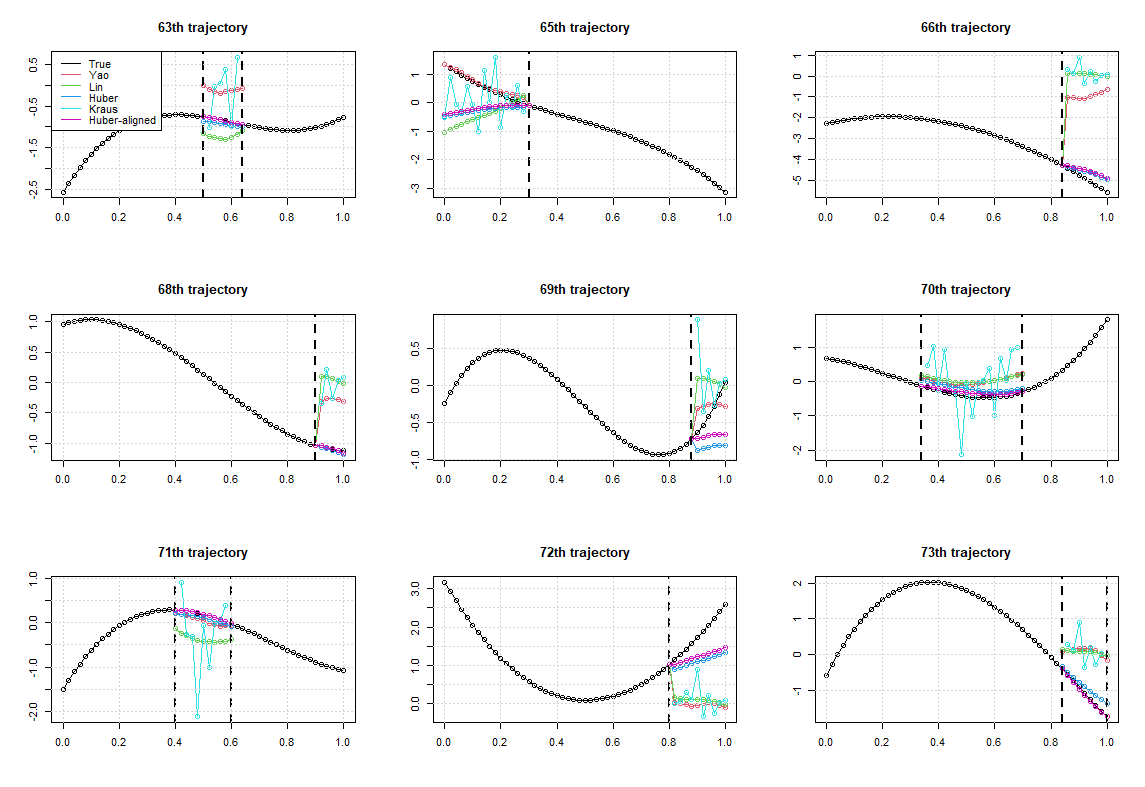 63th trajectory
0.5
-0.5
-1.5
-2.5
True
Yao
Lin
Huber
Kraus
Huber-aligned
0.0 0.2 0.4 0.6 0.8 1.0
65th trajectory
1
0
-1
-2
-3
0.0 0.2 0.4 0.6 0.8 1.0
66th trajectory
1
0
-1
-2
-3
-4
-5
0.0 0.2 0.4 0.6 0.8 1.0
68th trajectory
1.0
0.5
0.0
-0.5
-1.0
0.0 0.2 0.4 0.6 0.8 1.0
69th trajectory
0.5
0.0
-0.5
-1.0
0.0 0.2 0.4 0.6 0.8 1.0
70th trajectory
1
0
-1
-2
0.0 0.2 0.4 0.6 0.8 1.0
71th trajectory
1.0
0.0
-1.0
-2.0
0.0 0.2 0.4 0.6 0.8 1.0
72th trajectory
3.0
2.0
1.0
0.0
0.0 0.2 0.4 0.6 0.8 1.0
73th trajectory
2
1
0
-1
0.0 0.2 0.4 0.6 0.8 1.0